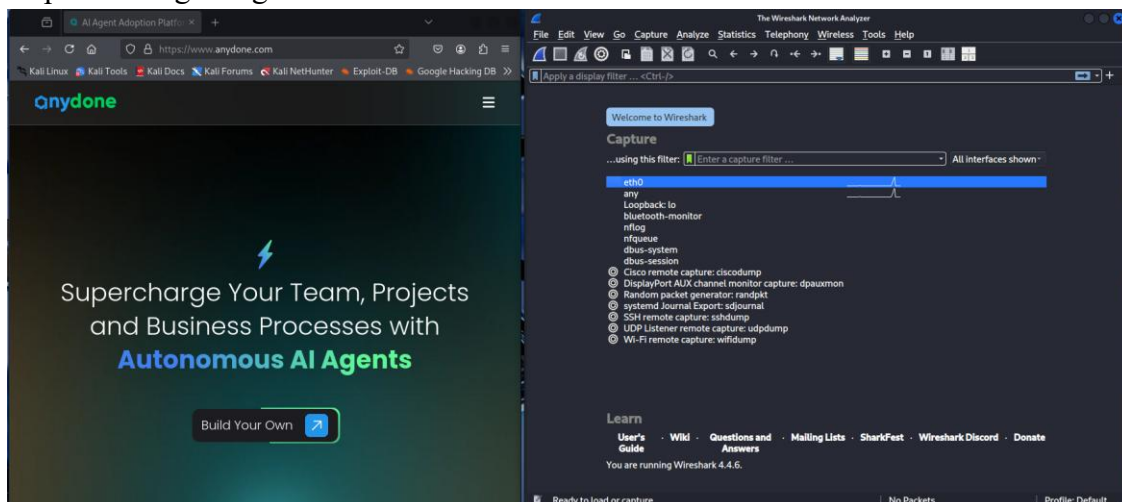 AI Agent Adoption Platfor
https://www.anydone.com
Kali Linux Kali Tools Kali Docs Kali Forums Kali NetHunter Exploit-DB Google Hacking DB
anydone
Supercharge Your Team, Projects
and Business Processes with
Autonomous AI Agents
Build Your Own
The Wireshark Network Analyzer
File Edit View Go Capture Analyze Statistics Telephony Wireless Tools Help
Apply a display filter ... <Ctrl-/>
Welcome to Wireshark
Capture
...using this filter: Enter a capture filter ... All interfaces shown
eth0
any
Loopback: lo
bluetooth-monitor
nflog
nfqueue
dbus-system
dbus-session
Cisco remote capture: ciscodump
DisplayPort AUX channel monitor capture: dpauxmon
Random packet generator: randpkt
systemd Journal Export: sdjournal
SSH remote capture: sshdump
UDP Listener remote capture: udpdump
Wi-Fi remote capture: wifidump
Learn
User's Guide · Wiki · Questions and Answers · Mailing Lists · SharkFest · Wireshark Discord · Donate
You are running Wireshark 4.4.6.
Ready to load or capture No Packets Profile: Default